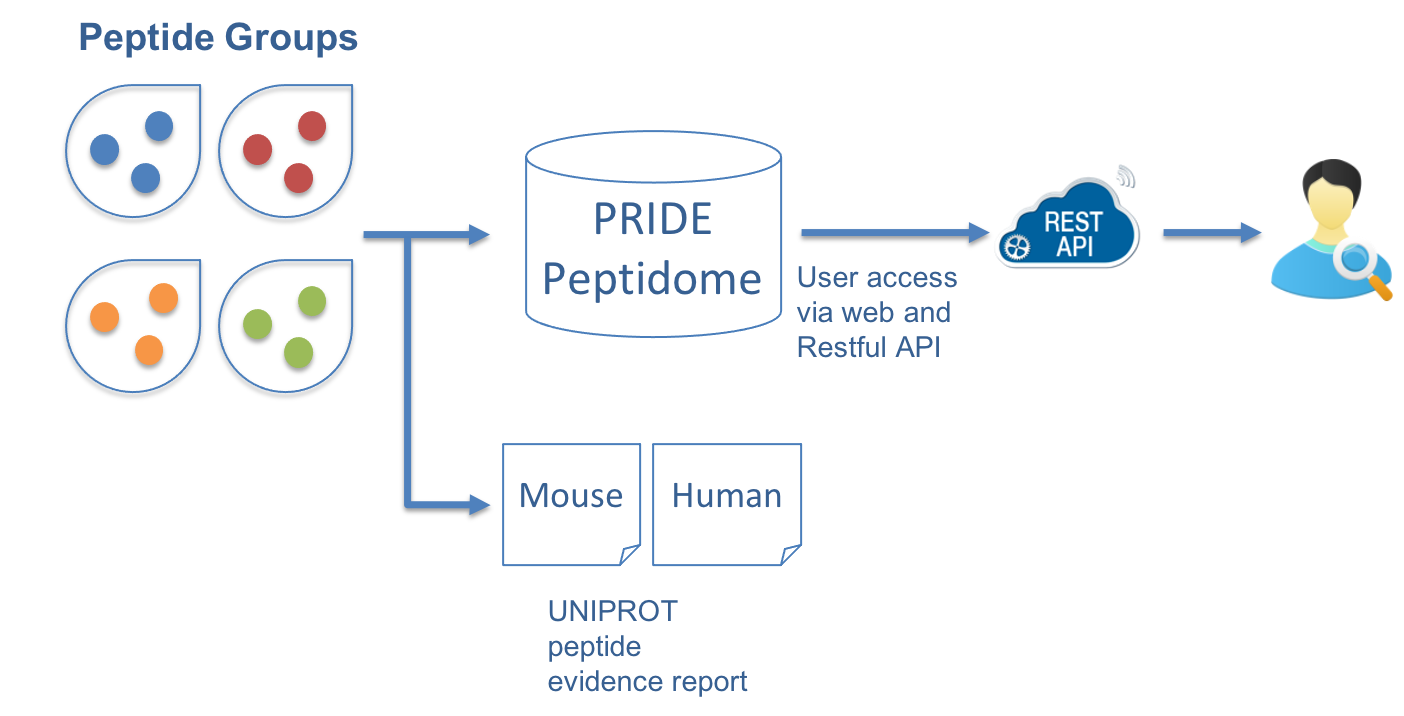 Peptide Groups
PRIDE
Peptidome
REST
API
User access
via web and
Restful API
Mouse
Human
UNIPROT
peptide
evidence report